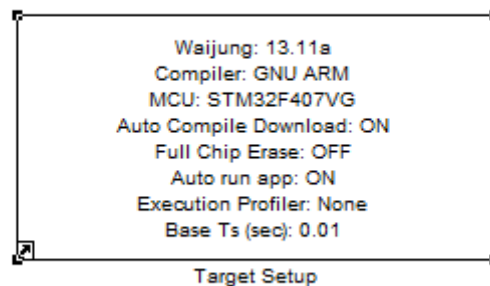 Waijung: 13.11a
Compiler: GNU ARM
MCU: STM32F407VG
Auto Compile Download: ON
Full Chip Erase: OFF
Auto run app: ON
Execution Profiler: None
Base Ts (sec): 0.01
Target Setup